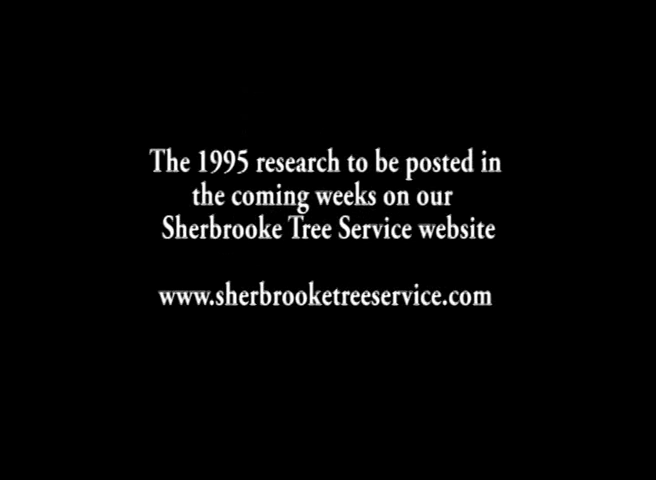 The 1995 research to be posted in
the coming weeks on our
Sherbrooke Tree Service website
www.sherbrooketreeservice.com